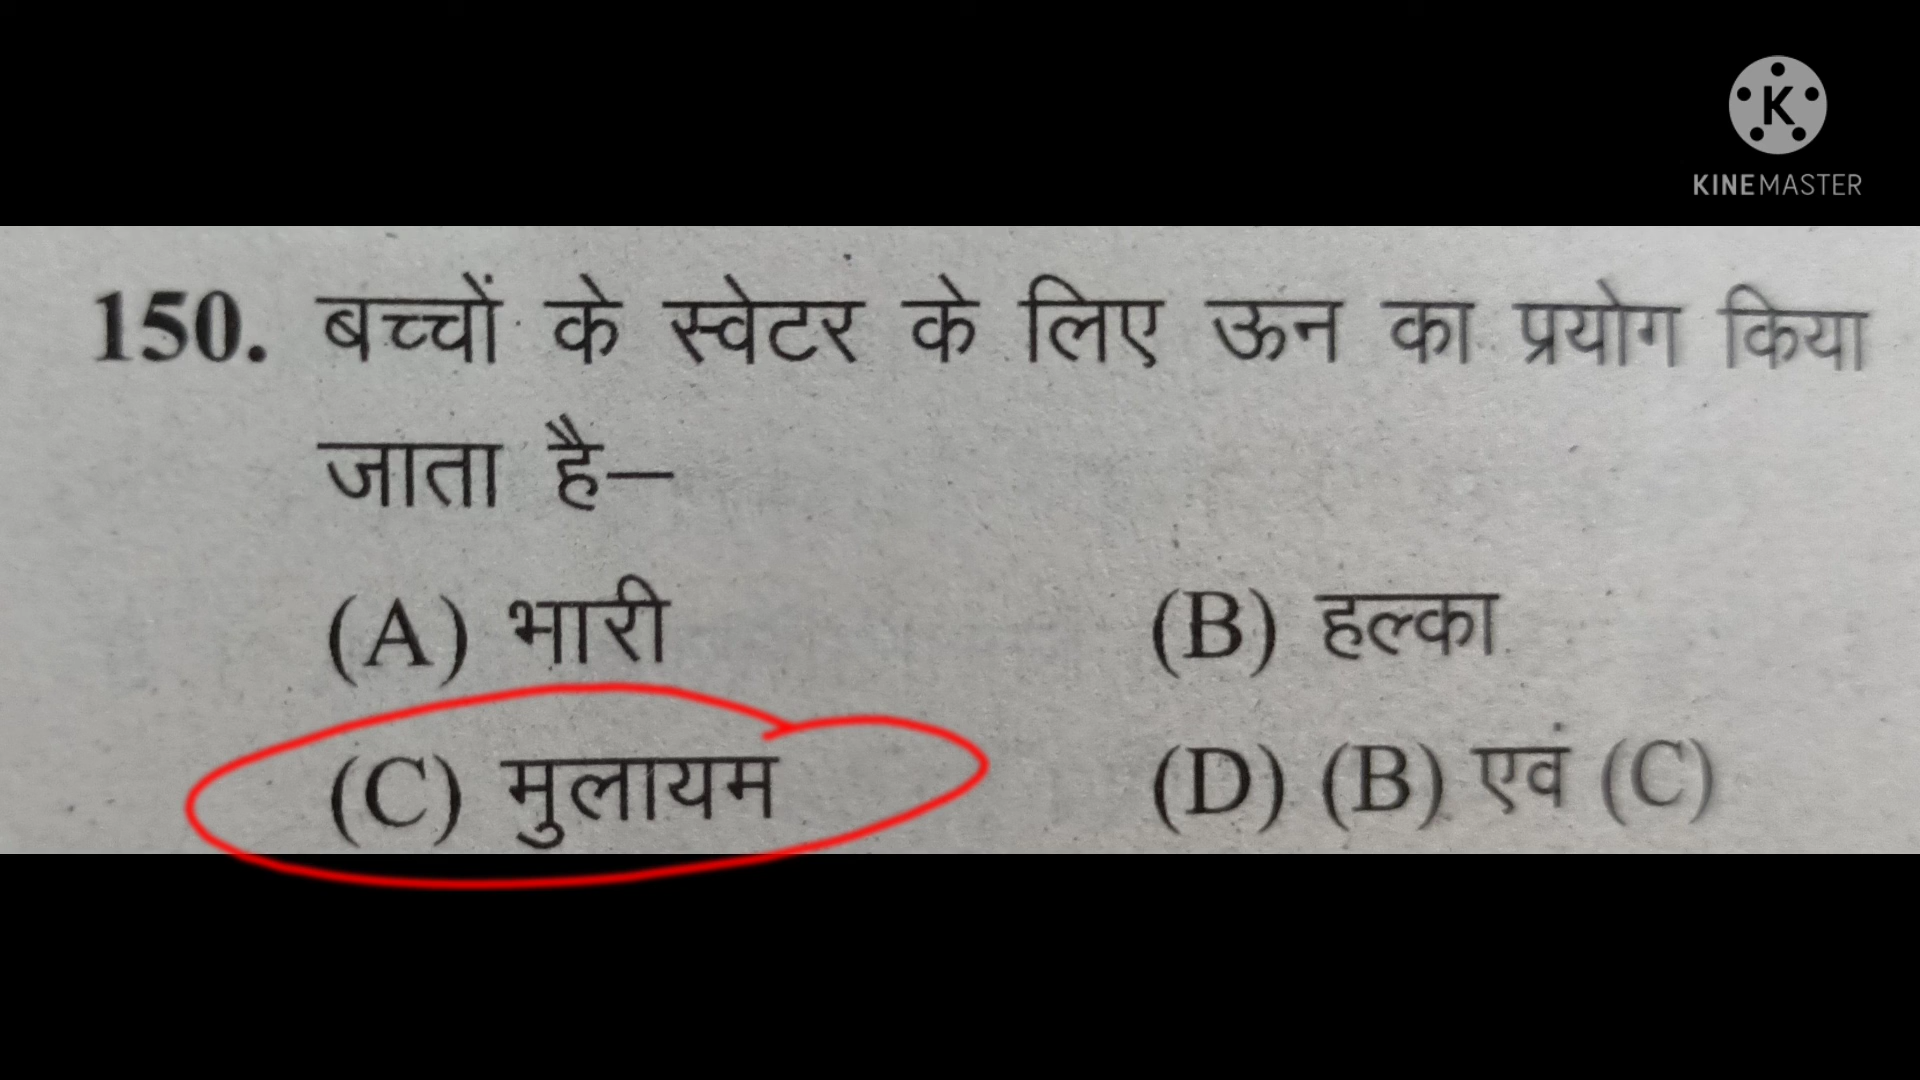 K
KINEMASTER
150. बच्चों के स्वेटर के लिए ऊन का प्रयोग किया
जाता है—
(A) भारी (B) हल्का
(C) मुलायम (D) (B) एवं (C)